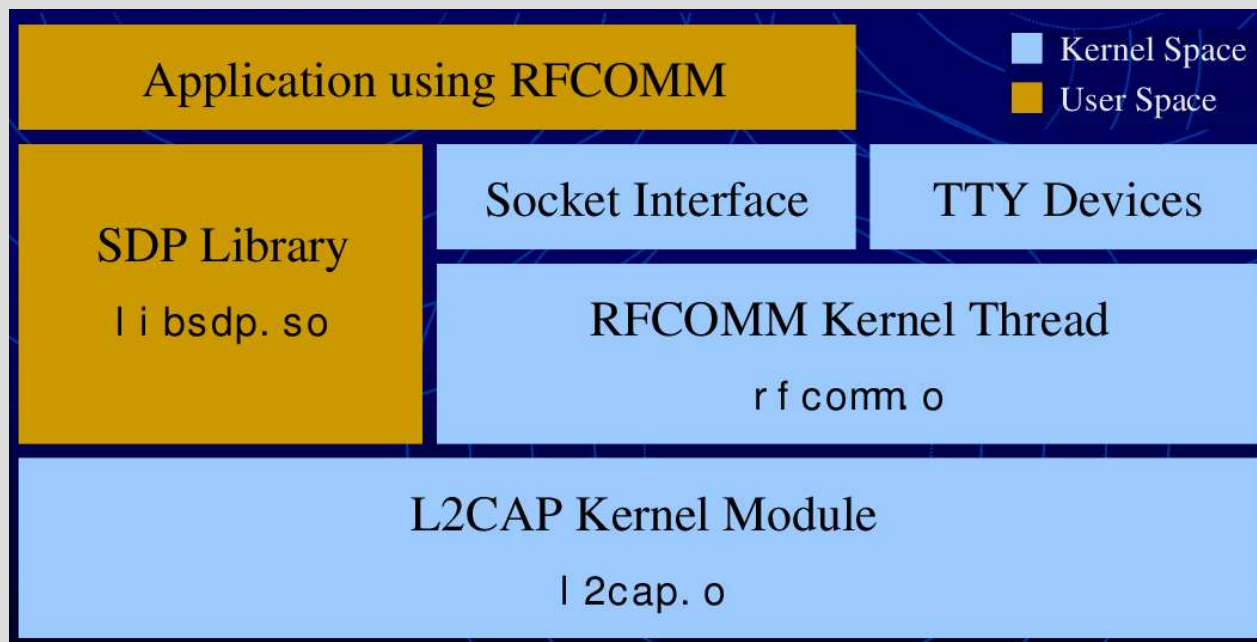 Application using RFCOMM
Kernel Space
User Space
SDP Library
libsdp.so
Socket Interface
TTY Devices
RFCOMM Kernel Thread
rfcomm.o
L2CAP Kernel Module
l2cap.o